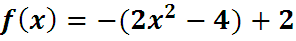 f(x) = −(2x² − 4) + 2